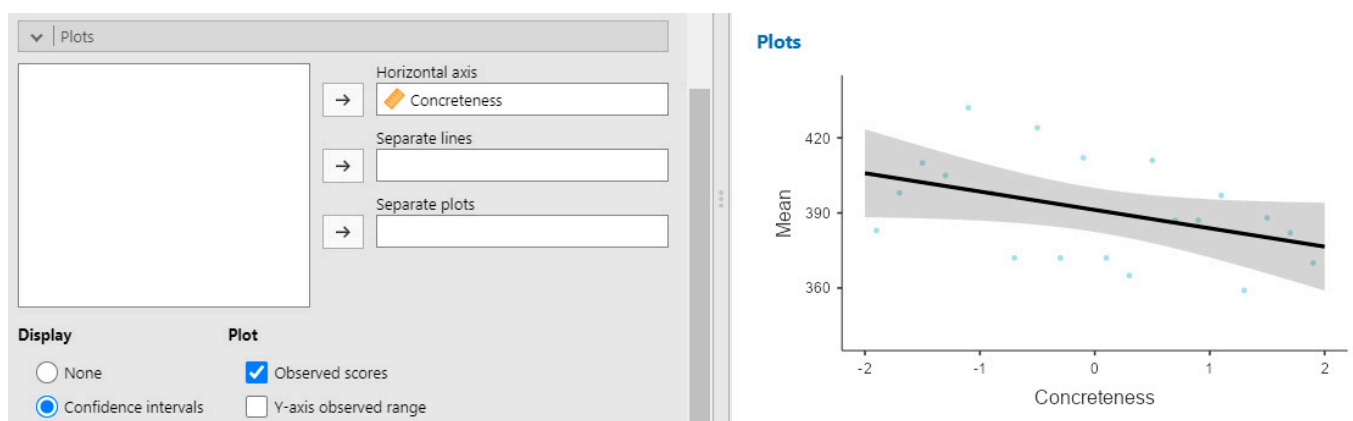 Plots
Horizontal axis
Concreteness
Separate lines
Separate plots
Display
Plot
None
Observed scores
Confidence intervals
Y-axis observed range
Plots
420
390
360
Mean
-2
-1
0
1
2
Concreteness